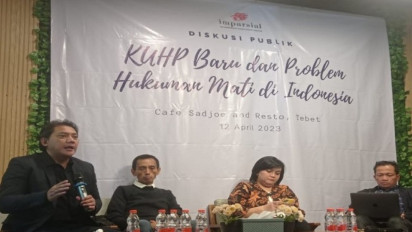 imparsial
DISKUSI PUBLIK
KUHP Baru dan Problem
Hukuman Mati di Indonesia
Cafe Sadjoe and Resto, Tebet
12 April 2023